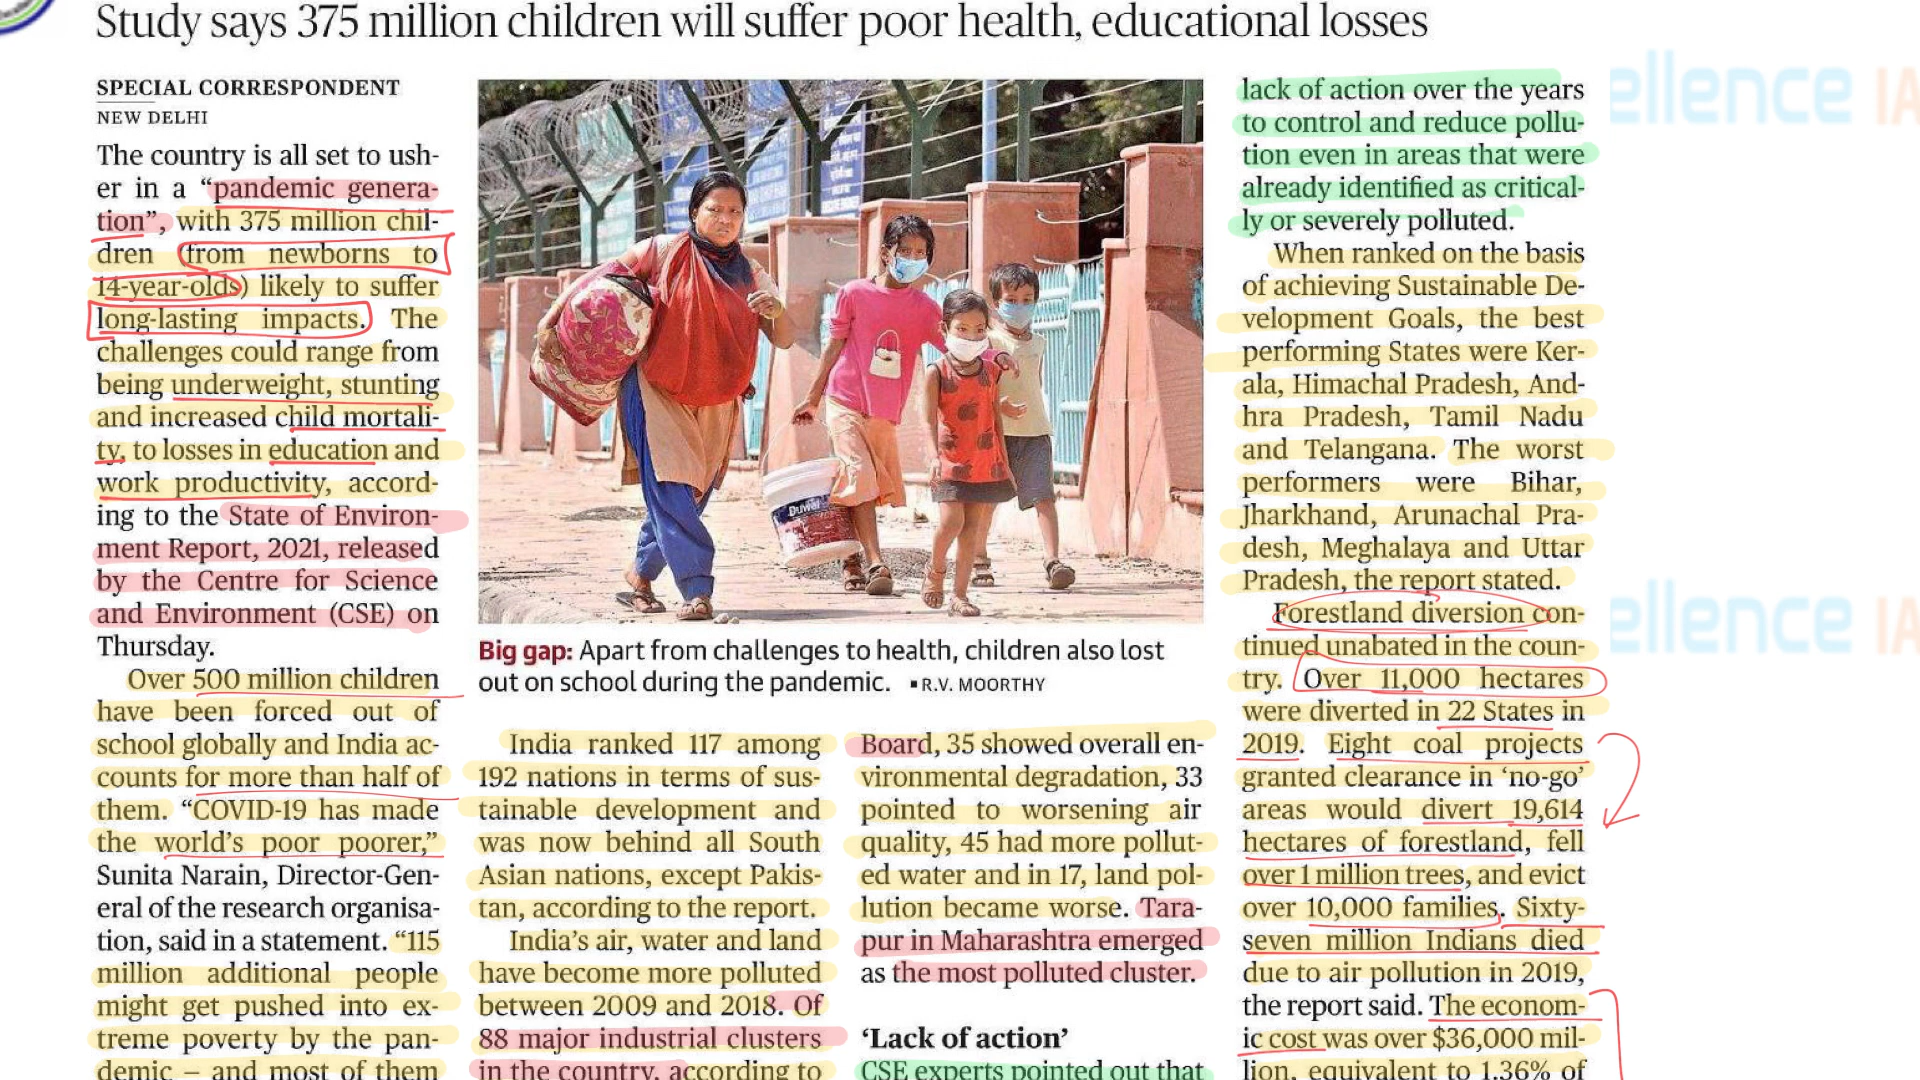 Study says 375 million children will suffer poor health, educational losses
SPECIAL CORRESPONDENT
NEW DELHI
The country is all set to ush-
er in a “pandemic genera-
tion”, with 375 million chil-
dren (from newborns to
14-year-olds) likely to suffer
long-lasting impacts. The
challenges could range from
being underweight, stunting
and increased child mortali-
ty, to losses in education and
work productivity, accord-
ing to the State of Environ-
ment Report, 2021, released
by the Centre for Science
and Environment (CSE) on
Thursday.
Over 500 million children
have been forced out of
school globally and India ac-
counts for more than half of
them. “COVID-19 has made
the world’s poor poorer,”
Sunita Narain, Director-Gen-
eral of the research organisa-
tion, said in a statement. “115
million additional people
might get pushed into ex-
treme poverty by the pan-
demic – and most of them
Duwel
Big gap: Apart from challenges to health, children also lost
out on school during the pandemic. ▪R.V. MOORTHY
India ranked 117 among
192 nations in terms of sus-
tainable development and
was now behind all South
Asian nations, except Pakis-
tan, according to the report.
India’s air, water and land
have become more polluted
between 2009 and 2018. Of
88 major industrial clusters
in the country, according to
Board, 35 showed overall en-
vironmental degradation, 33
pointed to worsening air
quality, 45 had more pollut-
ed water and in 17, land pol-
lution became worse. Tara-
pur in Maharashtra emerged
as the most polluted cluster.
‘Lack of action’
CSE experts pointed out that
lack of action over the years
to control and reduce pollu-
tion even in areas that were
already identified as critical-
ly or severely polluted.
When ranked on the basis
of achieving Sustainable De-
velopment Goals, the best
performing States were Ker-
ala, Himachal Pradesh, And-
hra Pradesh, Tamil Nadu
and Telangana. The worst
performers were Bihar,
Jharkhand, Arunachal Pra-
desh, Meghalaya and Uttar
Pradesh, the report stated.
Forestland diversion con-
tinued unabated in the coun-
try. Over 11,000 hectares
were diverted in 22 States in
2019. Eight coal projects
granted clearance in ‘no-go’
areas would divert 19,614
hectares of forestland, fell
over 1 million trees, and evict
over 10,000 families. Sixty-
seven million Indians died
due to air pollution in 2019,
the report said. The econom-
ic cost was over $36,000 mil-
lion, equivalent to 1.36% of
ellence IA
ellence IA